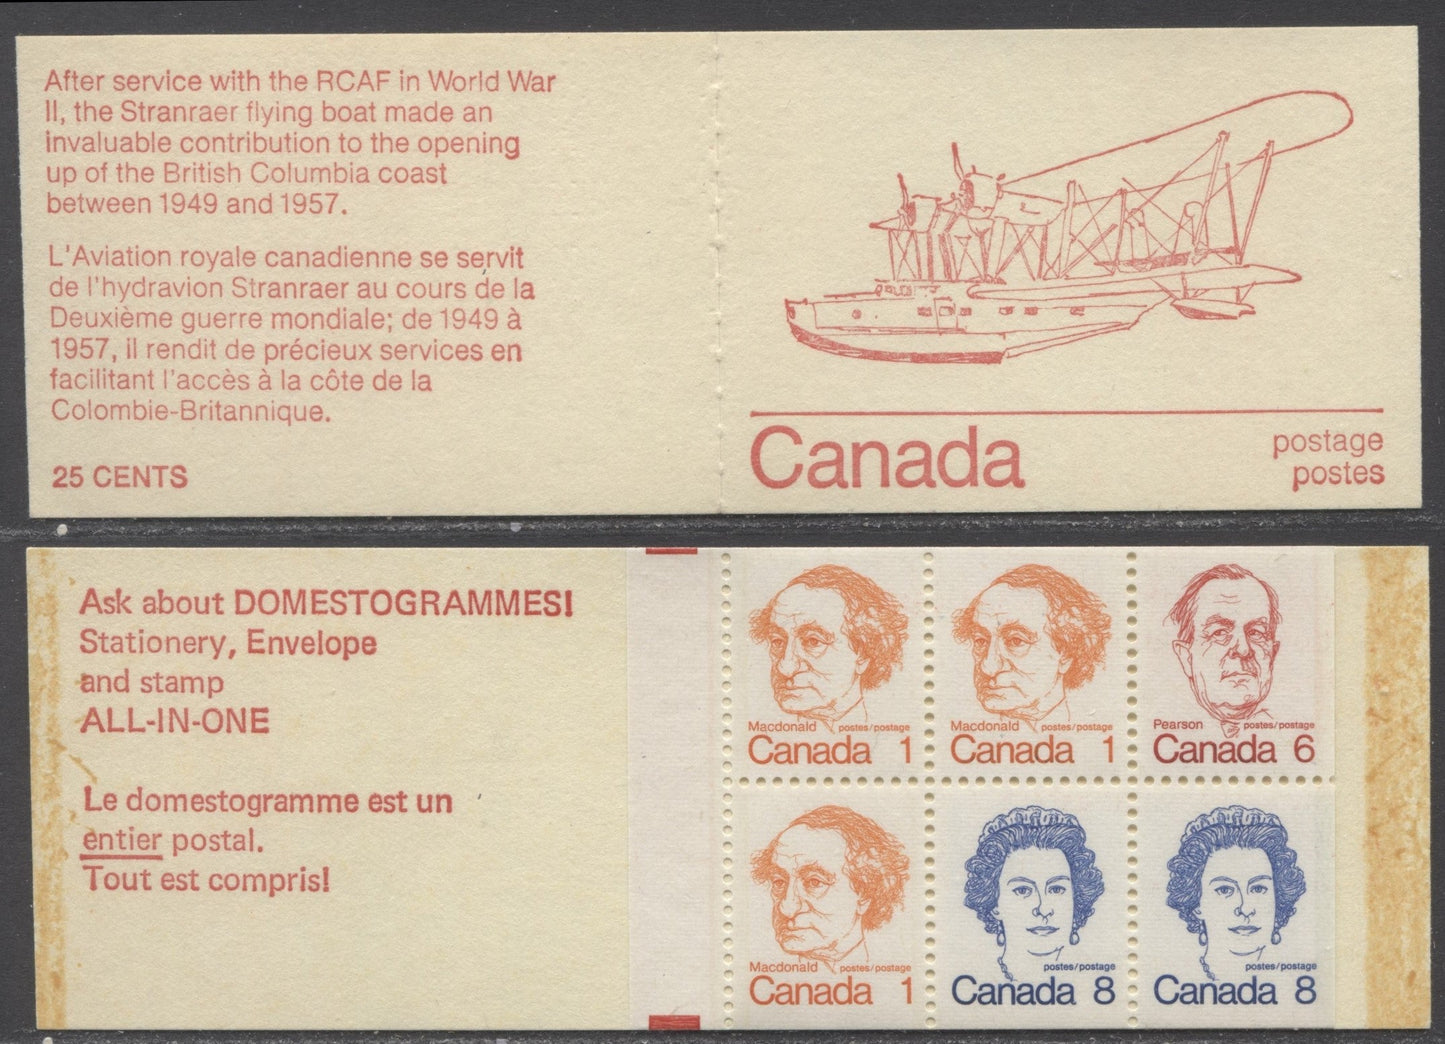 After service with the RCAF in World War
II, the Stranraer flying boat made an
invaluable contribution to the opening
up of the British Columbia coast
between 1949 and 1957.
L'Aviation royale canadienne se servit
de l'hydravion Stranraer au cours de la
Deuxième guerre mondiale; de 1949 à
1957, il rendit de précieux services en
facilitant l'accès à la côte de la
Colombie-Britannique.
25 CENTS
Canada
postage
postes
Ask about DOMESTOGRAMMES!
Stationery, Envelope
and stamp
ALL-IN-ONE
Le domestogramme est un
entier postal.
Tout est compris!
Macdonald postes/postage
Canada 1
Macdonald postes/postage
Canada 1
Pearson postes/postage
Canada 6
Macdonald postes/postage
Canada 1
postes/postage
Canada 8
postes/postage
Canada 8